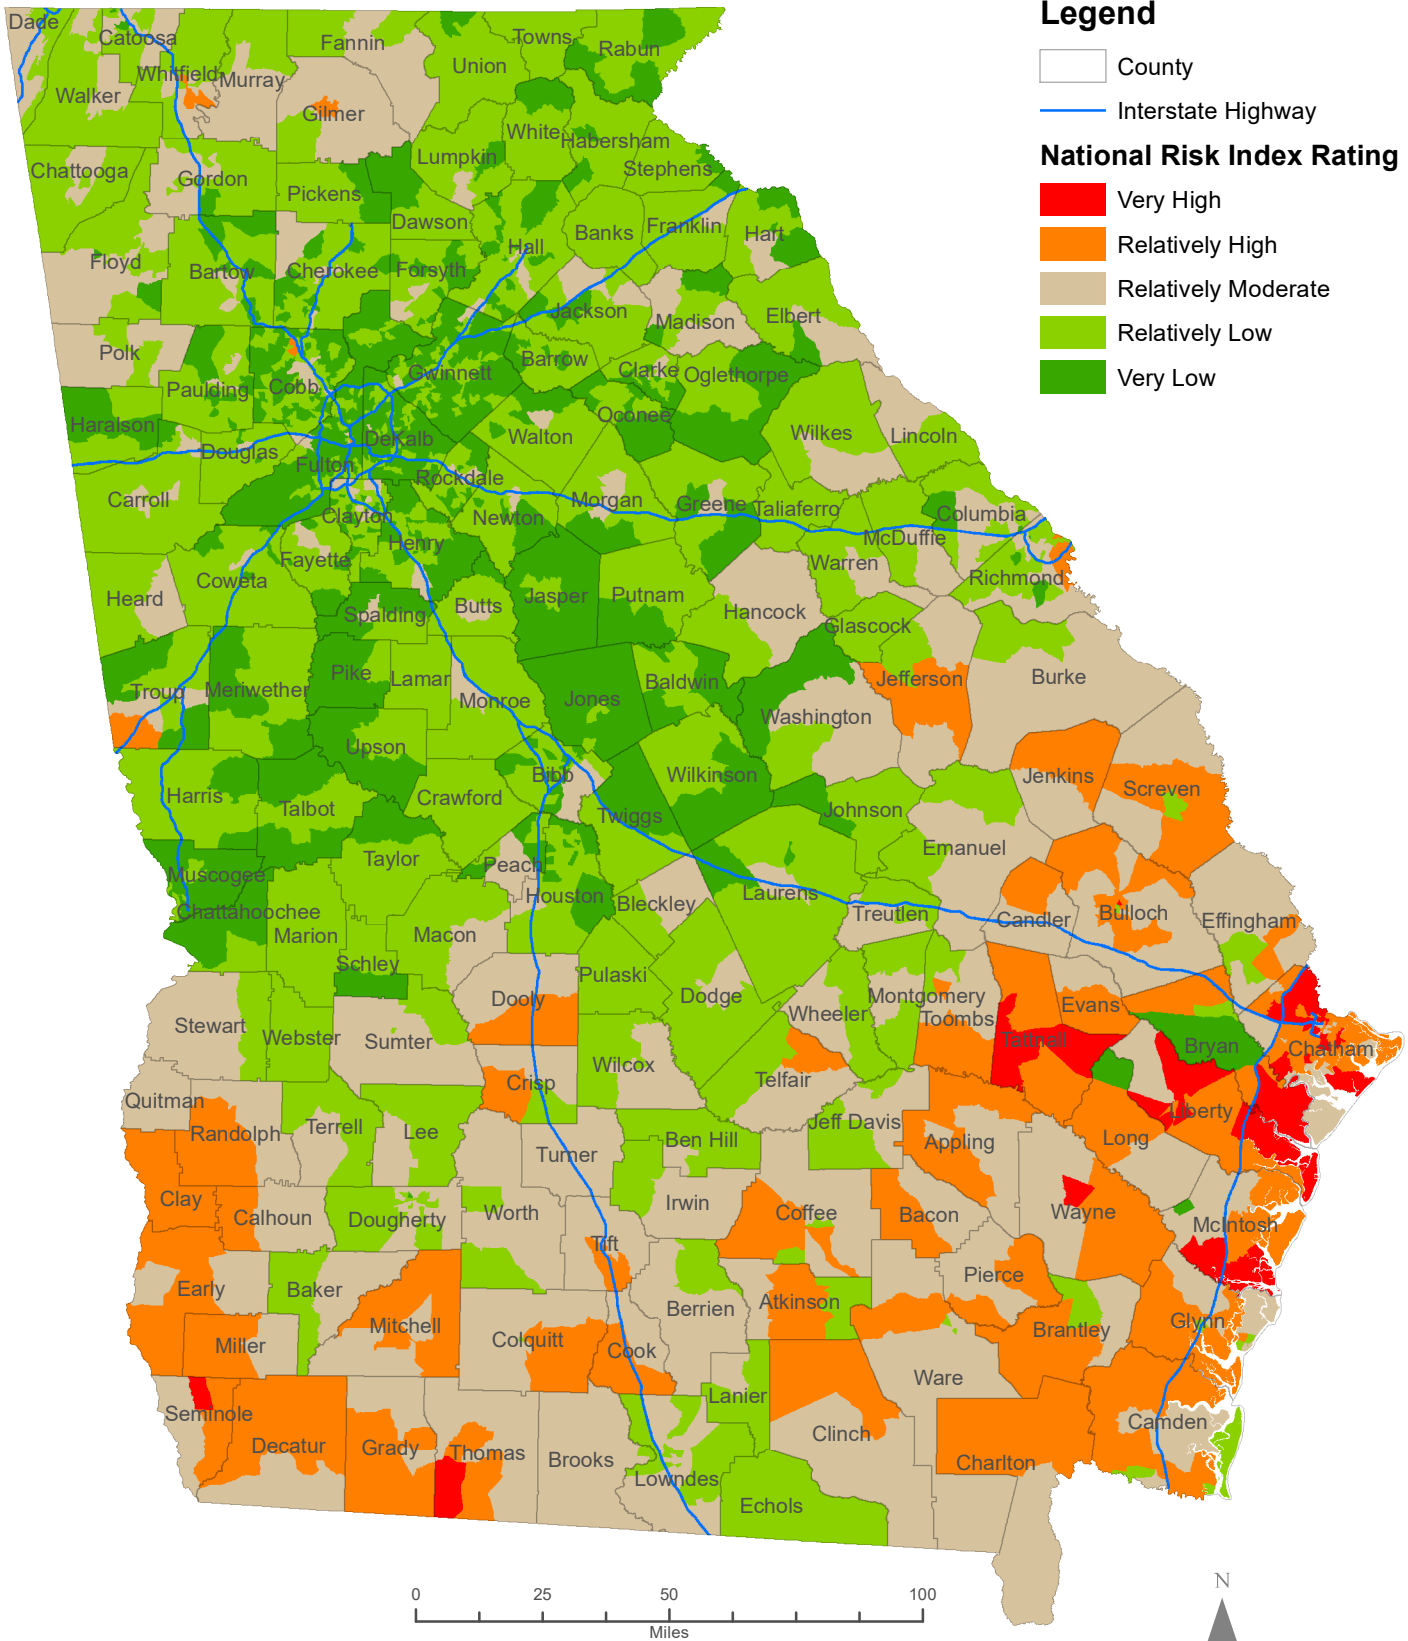 Legend
County
Interstate Highway
National Risk Index Rating
Very High
Relatively High
Relatively Moderate
Relatively Low
Very Low
Dade
Catoosa
Whitfield
Murray
Fannin
Towns
Union
Rabun
Walker
Gilmer
White
Habersham
Lumpkin
Stephens
Chattooga
Gordon
Pickens
Dawson
Banks
Franklin
Hart
Hall
Floyd
Bartow
Cherokee
Forsyth
Jackson
Madison
Elbert
Polk
Barrow
Clarke
Oglethorpe
Gwinnett
Paulding
Cobb
Haralson
Oconee
DeKalb
Walton
Wilkes
Lincoln
Douglas
Fulton
Rockdale
Carroll
Morgan
Greene
Taliaferro
Columbia
Clayton
Newton
McDuffie
Henry
Fayette
Warren
Richmond
Coweta
Heard
Spalding
Butts
Jasper
Putnam
Hancock
Glascock
Troup
Meriwether
Pike
Lamar
Monroe
Jones
Baldwin
Jefferson
Burke
Washington
Upson
Bibb
Wilkinson
Jenkins
Screven
Harris
Talbot
Crawford
Twiggs
Johnson
Taylor
Peach
Emanuel
Muscogee
Houston
Bleckley
Laurens
Treutlen
Candler
Bulloch
Effingham
Chattahoochee
Marion
Macon
Schley
Pulaski
Dooly
Dodge
Wheeler
Montgomery
Toombs
Evans
Stewart
Webster
Sumter
Tattnall
Bryan
Chatham
Wilcox
Telfair
Crisp
Quitman
Randolph
Terrell
Lee
Turner
Ben Hill
Jeff Davis
Appling
Long
Liberty
Clay
Calhoun
Dougherty
Worth
Irwin
Coffee
Bacon
Wayne
McIntosh
Tift
Early
Baker
Pierce
Atkinson
Berrien
Mitchell
Miller
Colquitt
Cook
Brantley
Glynn
Ware
Lanier
Seminole
Decatur
Grady
Thomas
Brooks
Lowndes
Clinch
Camden
Charlton
Echols
0 25 50 100
Miles
N